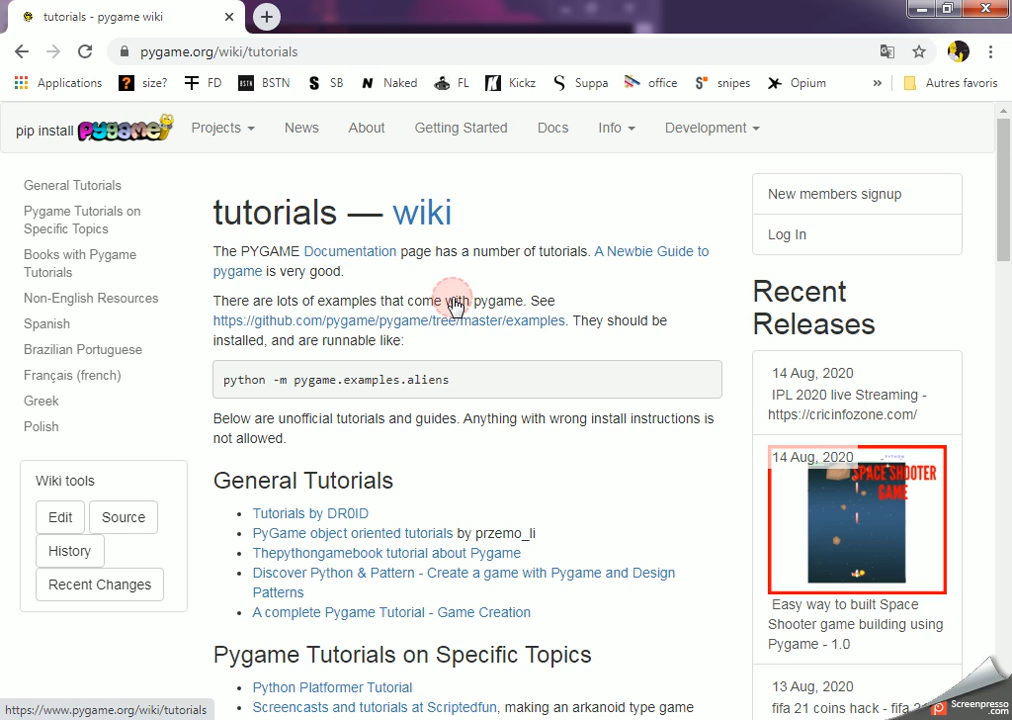 tutorials - pygame wiki
pygame.org/wiki/tutorials
Applications size? FD BSTN SB Naked FL Kickz Suppa office snipes Opium » Autres favoris
pip install pygame Projects News About Getting Started Docs Info Development
General Tutorials
Pygame Tutorials on
Specific Topics
Books with Pygame
Tutorials
Non-English Resources
Spanish
Brazilian Portuguese
Français (french)
Greek
Polish
Wiki tools
Edit Source
History
Recent Changes
tutorials — wiki
The PYGAME Documentation page has a number of tutorials. A Newbie Guide to
pygame is very good.
There are lots of examples that come with pygame. See
https://github.com/pygame/pygame/tree/master/examples. They should be
installed, and are runnable like:
python -m pygame.examples.aliens
Below are unofficial tutorials and guides. Anything with wrong install instructions is
not allowed.
General Tutorials
Tutorials by DR0ID
PyGame object oriented tutorials by przemo_li
Thepythongamebook tutorial about Pygame
Discover Python & Pattern - Create a game with Pygame and Design
Patterns
A complete Pygame Tutorial - Game Creation
Pygame Tutorials on Specific Topics
Python Platformer Tutorial
Screencasts and tutorials at Scriptedfun, making an arkanoid type game
New members signup
Log In
Recent
Releases
14 Aug, 2020
IPL 2020 live Streaming -
https://cricinfozone.com/
14 Aug, 2020
PYTHON
SPACE SHOOTER
GAME
Easy way to built Space
Shooter game building using
Pygame - 1.0
13 Aug, 2020
fifa 21 coins hack - fifa
https://www.pygame.org/wiki/tutorials
Screenpresso
.com